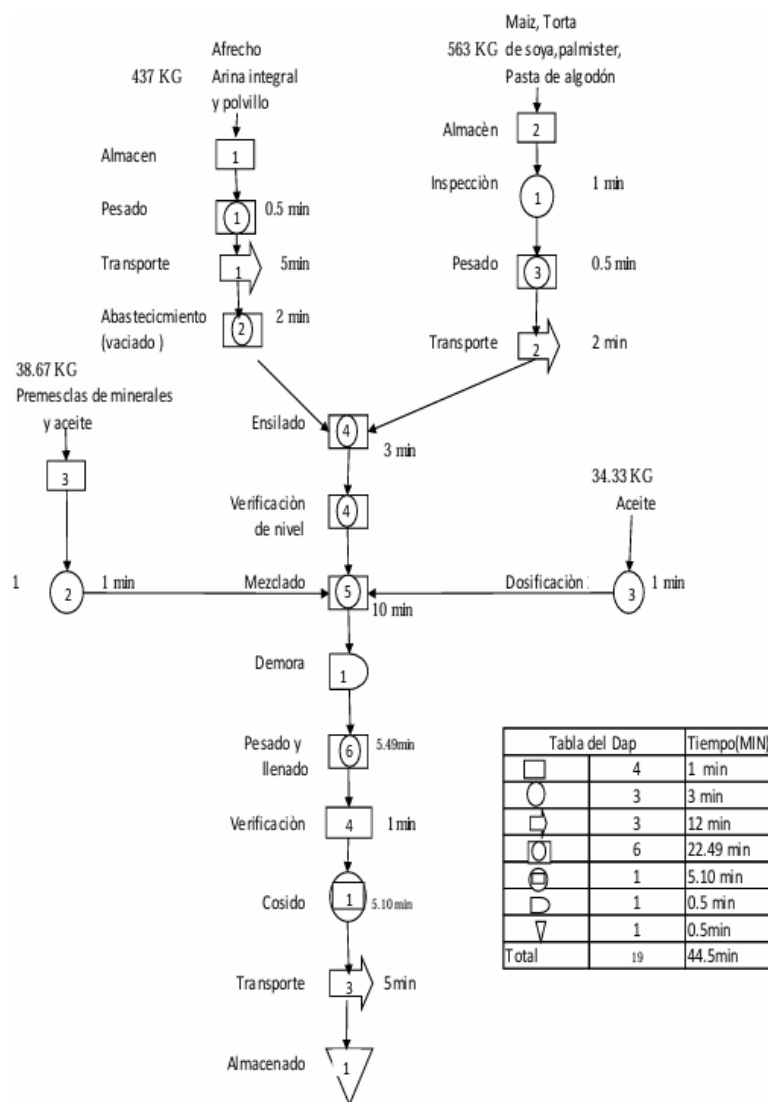 Afrecho
437 KG Arina integral
y polvillo
Maiz, Torta
563 KG de soya,palmister,
Pasta de algodón
Almacen 1
Almacèn 2
Inspecciòn 1 1 min
Pesado 1 0.5 min
Transporte 1 5min
Pesado 3 0.5 min
Abastecicmiento
(vaciado ) 2 2 min
Transporte 2 2 min
38.67 KG
Premesclas de minerales
y aceite
3
Ensilado 4 3 min
34.33 KG
Aceite
Verificaciòn
de nivel 4
1 2 1 min Mezclado 5 10 min Dosificaciòn 3 1 min
Demora 1
Pesado y
llenado 6 5.49min
Verificaciòn 4 1min
Cosido 1 5.10min
Transporte 3 5min
Almacenado 1
Tabla del Dap Tiempo(MIN)
4 1 min
3 3 min
3 12 min
6 22.49 min
1 5.10 min
1 0.5 min
1 0.5min
Total 19 44.5min